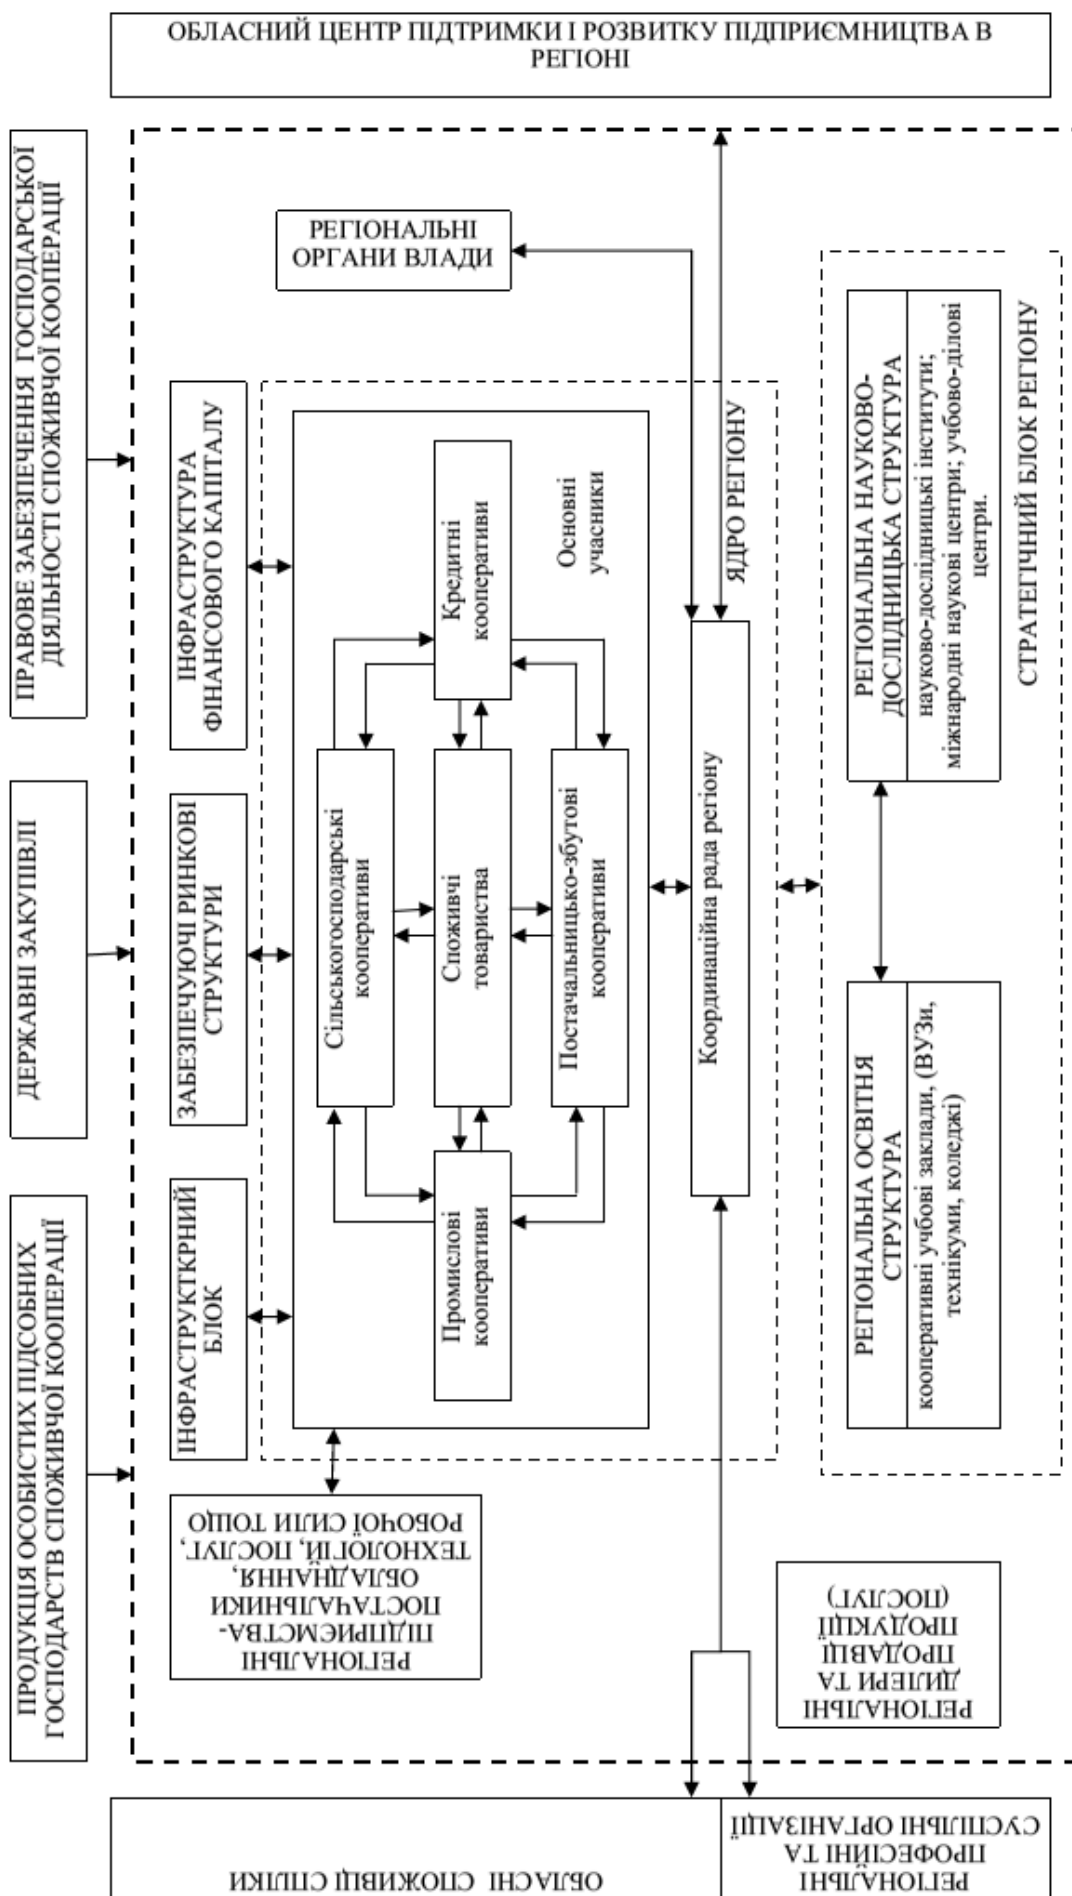 ОБЛАСНИЙ ЦЕНТР ПІДТРИМКИ І РОЗВИТКУ ПІДПРИЄМНИЦТВА В
РЕГІОНІ
ПРОДУКЦІЯ ОСОБИСТИХ ПІДСОБНИХ
ГОСПОДАРСТВ СПОЖИВЧОЇ КООПЕРАЦІЇ
ДЕРЖАВНІ ЗАКУПІВЛІ
ПРАВОВЕ ЗАБЕЗПЕЧЕННЯ ГОСПОДАРСЬКОЇ
ДІЯЛЬНОСТІ СПОЖИВЧОЇ КООПЕРАЦІЇ
ІНФРАСТРУКТКРНИЙ
БЛОК
ЗАБЕЗПЕЧУЮЧІ РИНКОВІ
СТРУКТУРИ
ІНФРАСТРУКТУРА
ФІНАНСОВОГО КАПІТАЛУ
РЕГІОНАЛЬНІ
ОРГАНИ ВЛАДИ
РЕГІОНАЛЬНІ
ПІДПРИЄМСТВА-
ПОСТАЧАЛЬНИКИ
ОБЛАДНАННЯ,
ТЕХНОЛОГІЙ, ПОСЛУГ,
РОБОЧОЇ СИЛИ ТОЩО
Сільськогосподарські
кооперативи
Промислові
кооперативи
Споживчі
товариства
Кредитні
кооперативи
Постачальницько-збутові
кооперативи
Основні
учасники
Координаційна рада регіону
ЯДРО РЕГІОНУ
РЕГІОНАЛЬНІ
ДИЛЕРИ ТА
ПРОДАВЦІ
ПРОДУКЦІЇ
(ПОСЛУГ)
РЕГІОНАЛЬНА ОСВІТНЯ
СТРУКТУРА
кооперативні учбові заклади, (ВУЗи,
технікуми, коледжі)
РЕГІОНАЛЬНА НАУКОВО-
ДОСЛІДНИЦЬКА СТРУКТУРА
науково-дослідницькі інститути;
міжнародні наукові центри; учбово-ділові
центри.
СТРАТЕГІЧНИЙ БЛОК РЕГІОНУ
ОБЛАСНІ СПОЖИВЦІ СПІЛКИ
РЕГІОНАЛЬНІ
ПРОФЕСІЙНІ ТА
СУСПІЛЬНІ ОРГАНІЗАЦІЇ